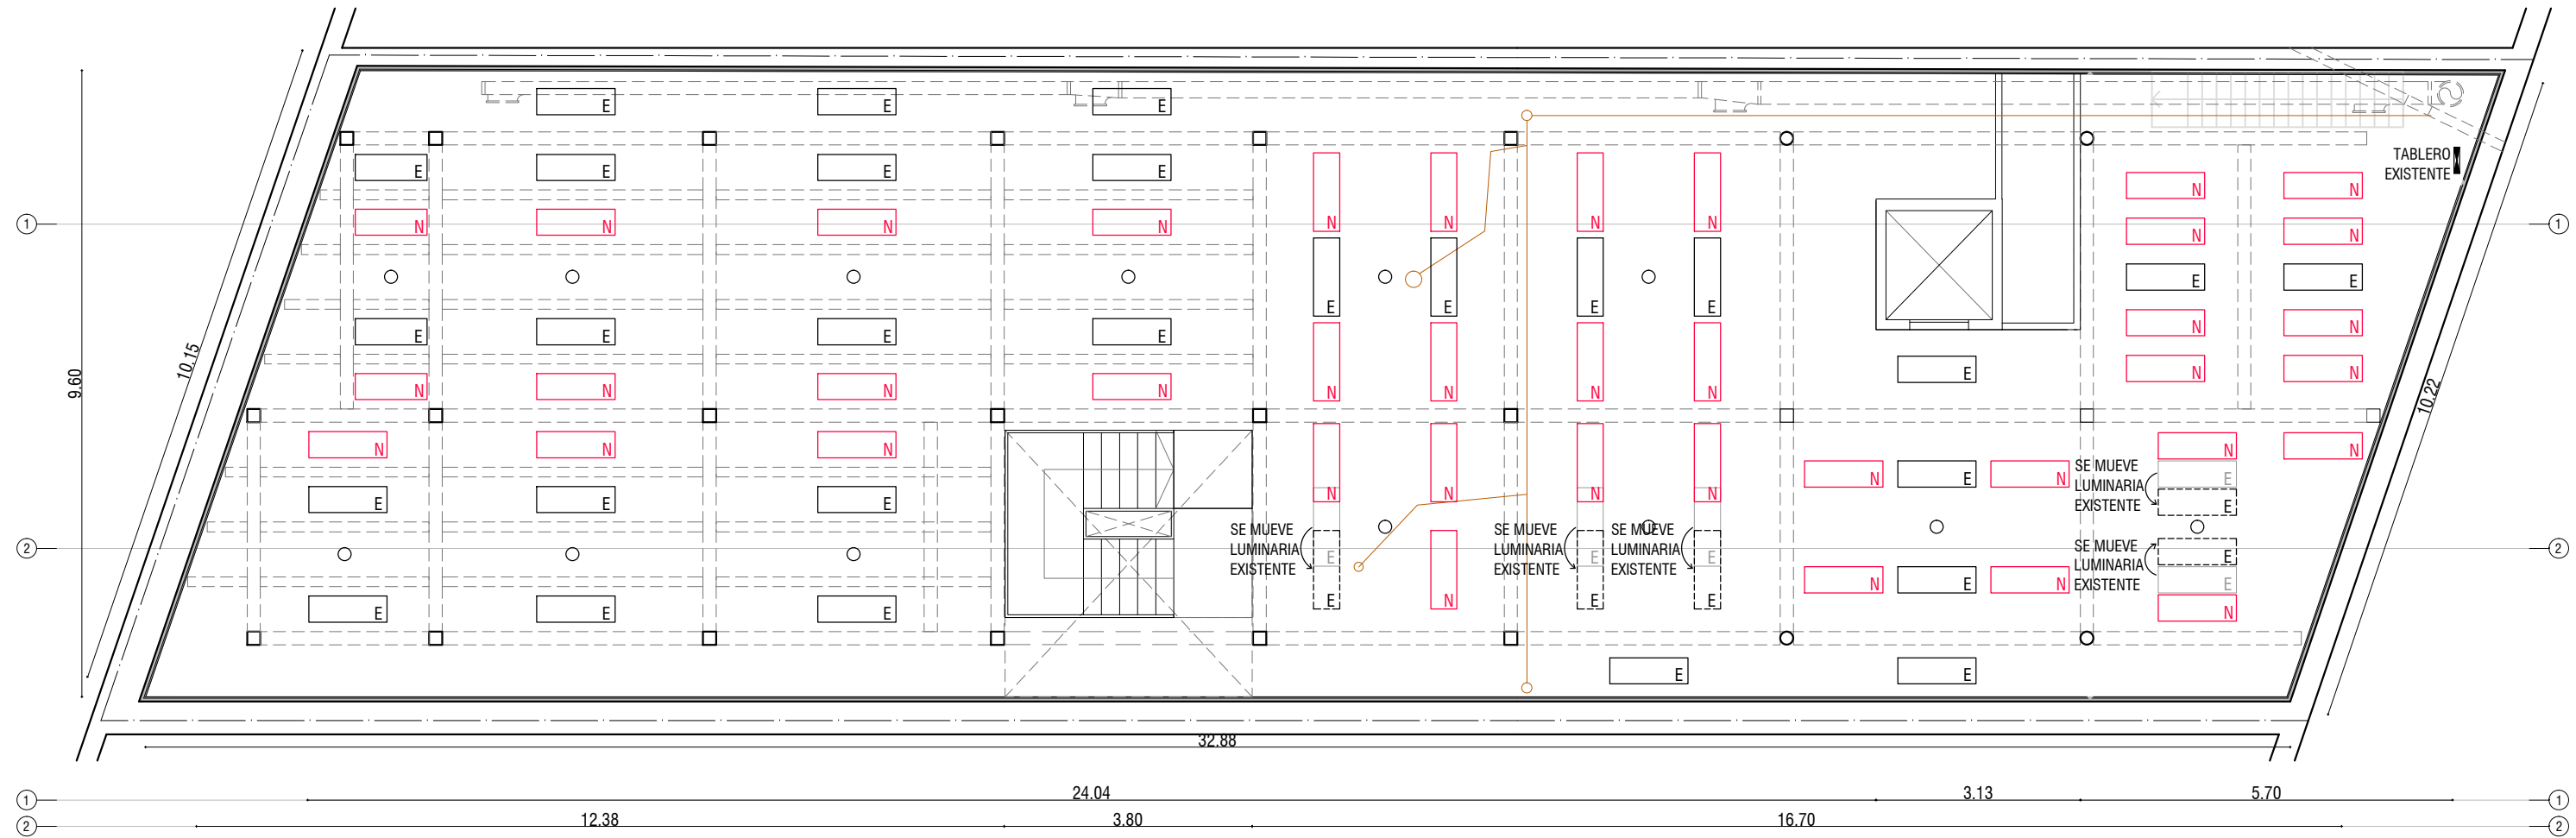 E E E
TABLERO
EXISTENTE
E E E E
N N
N N N N N N N N
N N
1 1
E E
E E E E
N N
E E E E
E
N N N N
N N
10.15
9.60
N N N N
10.22
N N N
N N
SE MUEVE
LUMINARIA
EXISTENTE
E
E
N E N
N N N N
E E E
SE MUEVE
LUMINARIA
EXISTENTE
E
E
SE MUEVE
LUMINARIA
EXISTENTE
E
E
SE MUEVE
LUMINARIA
EXISTENTE
E
E
SE MUEVE
LUMINARIA
EXISTENTE
E
E
2 2
N E N
N
N
E E E
E E
32.88
1 24.04 3.13 5.70 1
2 12.38 3.80 16.70 2